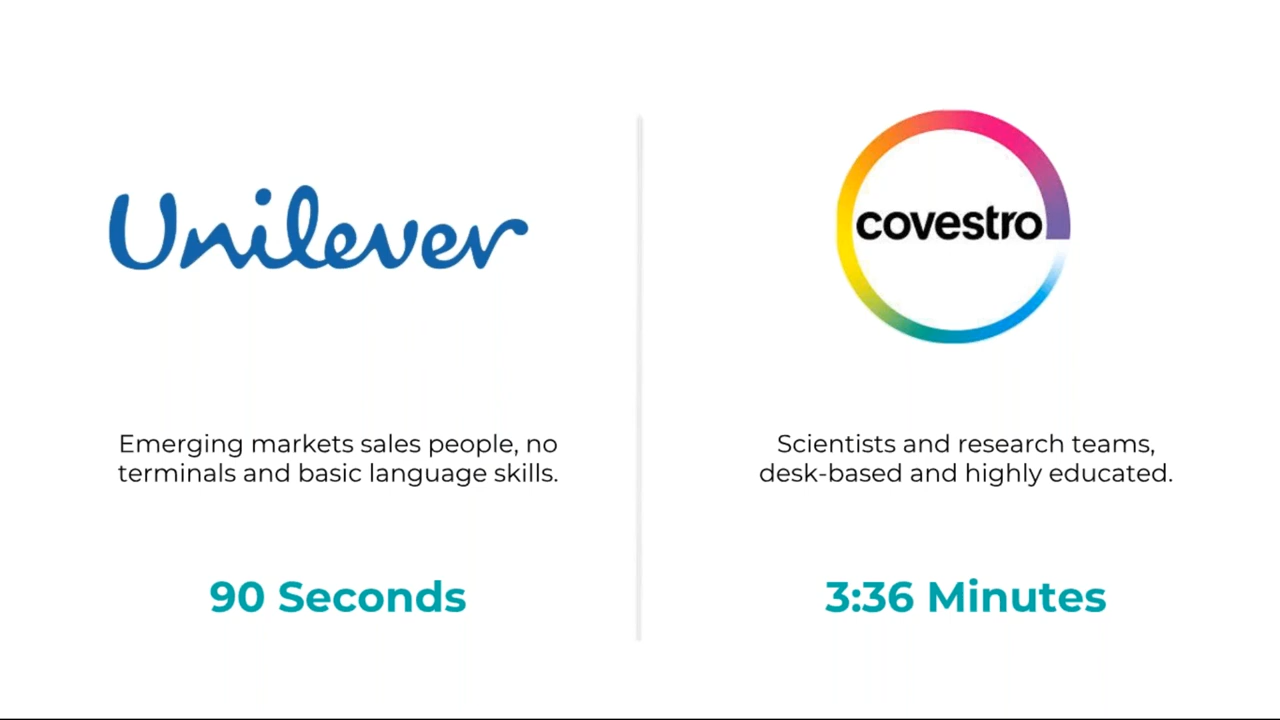 Unilever
Emerging markets sales people, no
terminals and basic language skills.
90 Seconds
covestro
Scientists and research teams,
desk-based and highly educated.
3:36 Minutes